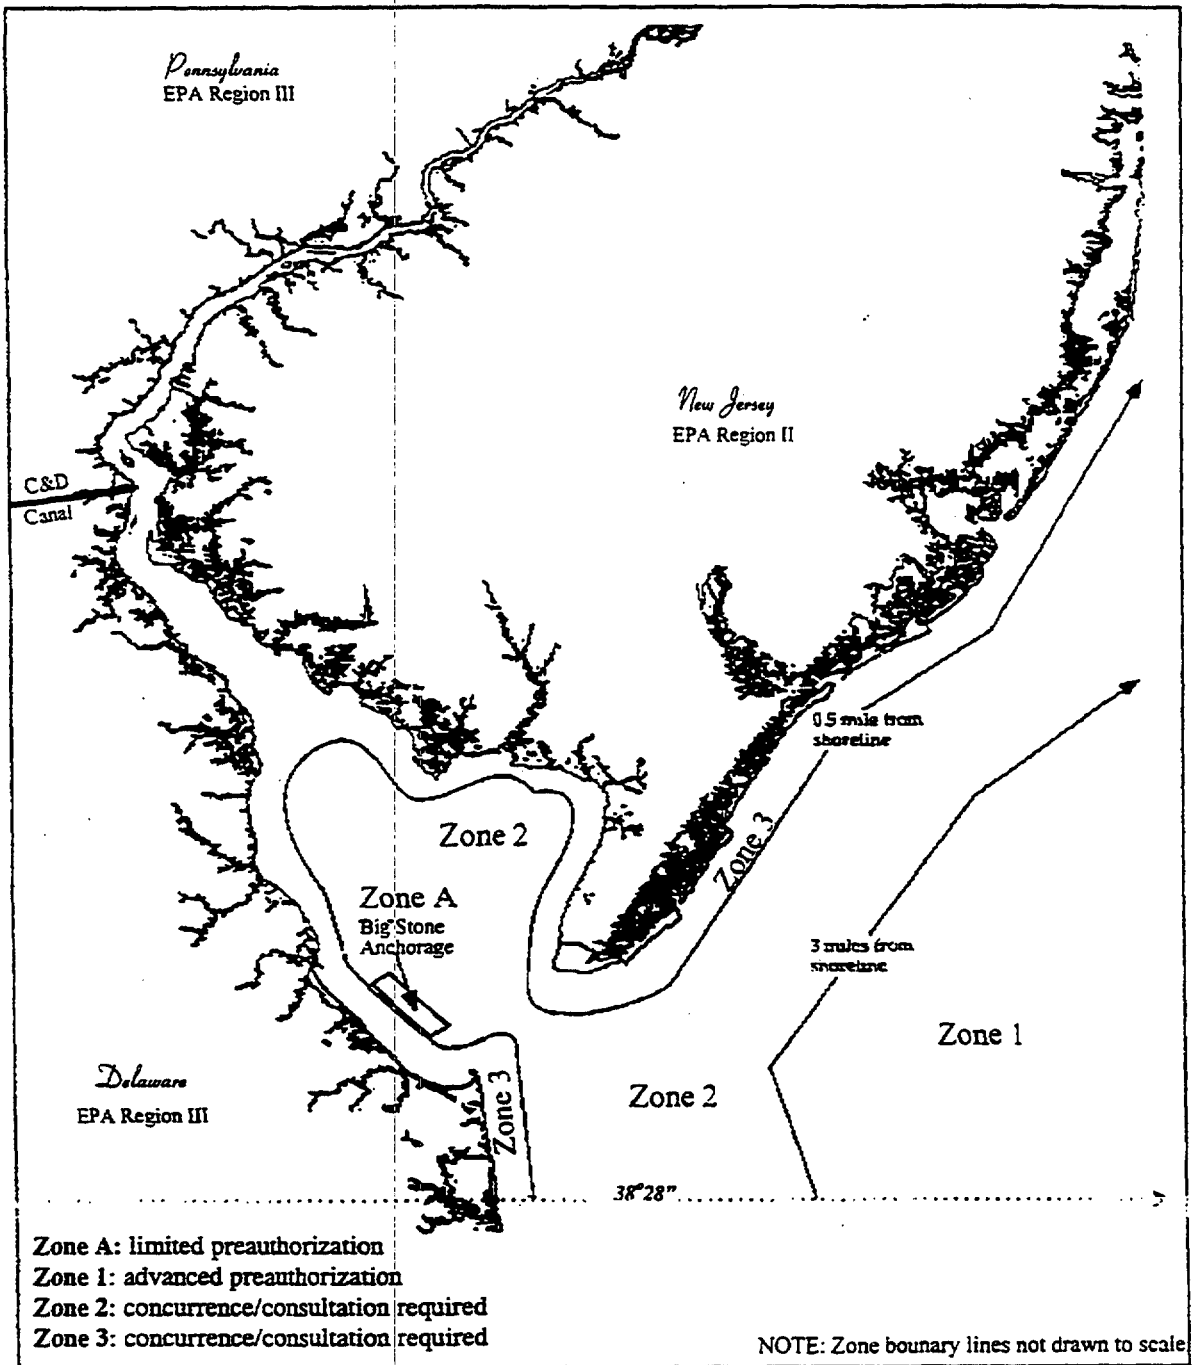 Pennsylvania
EPA Region III
New Jersey
EPA Region II
C&D
Canal
0.5 mile from
shoreline
Zone 2
Zone 3
Zone A
Big Stone
Anchorage
3 miles from
shoreline
Zone 1
Delaware
EPA Region III
Zone 3
Zone 2
38°28"
Zone A: limited preauthorization
Zone 1: advanced preauthorization
Zone 2: concurrence/consultation required
Zone 3: concurrence/consultation required
NOTE: Zone bounary lines not drawn to scale